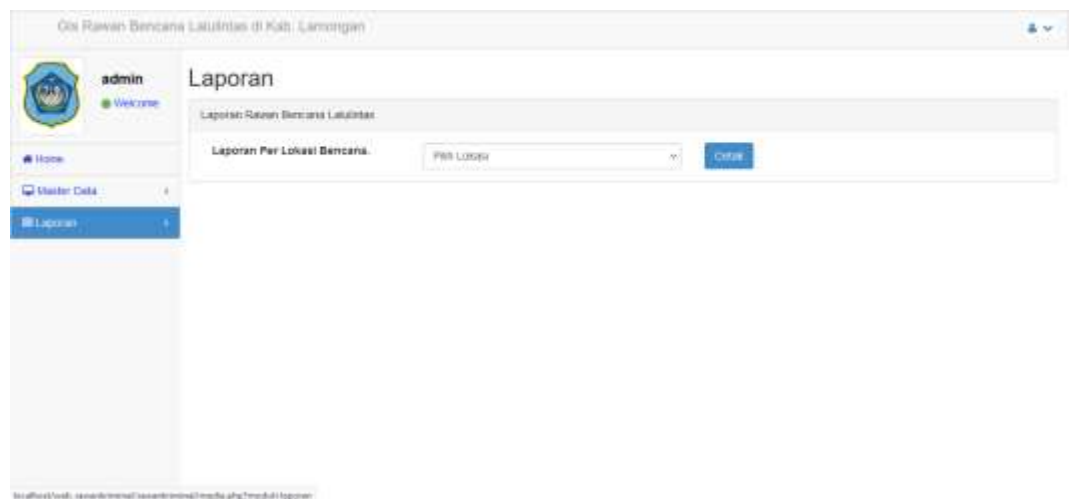 Gis Rawan Bencana Lalulintas di Kab. Lamongan
admin
Welcome
Home
Master Data
Laporan
Laporan
Laporan Rawan Bencana Lalulintas
Laporan Per Lokasi Bencana.
Pilih Lokasi
Cetak